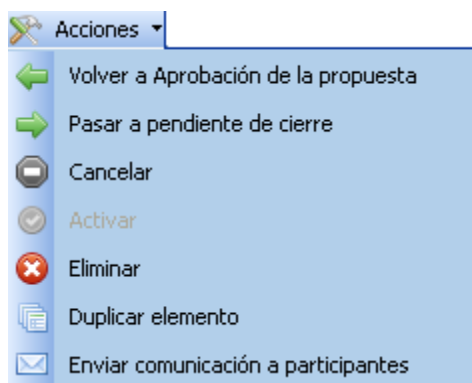 Acciones
Volver a Aprobación de la propuesta
Pasar a pendiente de cierre
Cancelar
Activar
Eliminar
Duplicar elemento
Enviar comunicación a participantes